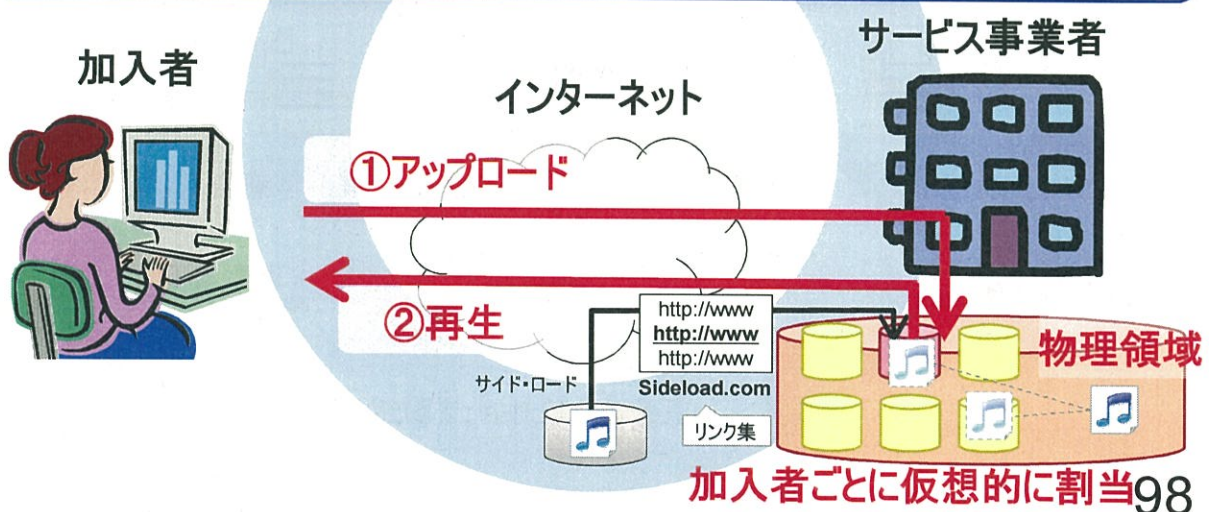 加入者
サービス事業者
インターネット
①アップロード
②再生
http://www
http://www
http://www
サイド・ロード
Sideload.com
リンク集
物理領域
加入者ごとに仮想的に割当
98